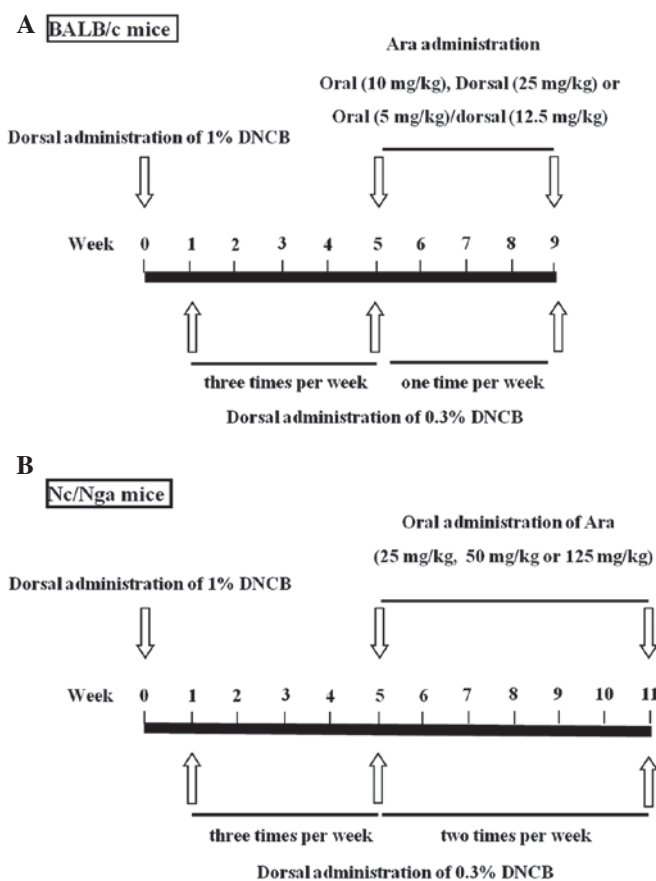 A BALB/c mice
Ara administration
Oral (10 mg/kg), Dorsal (25 mg/kg) or
Oral (5 mg/kg)/dorsal (12.5 mg/kg)
Dorsal administration of 1% DNCB
Week 0 1 2 3 4 5 6 7 8 9
three times per week one time per week
Dorsal administration of 0.3% DNCB
B
Nc/Nga mice
Oral administration of Ara
(25 mg/kg, 50 mg/kg or 125 mg/kg)
Dorsal administration of 1% DNCB
Week 0 1 2 3 4 5 6 7 8 9 10 11
three times per week two times per week
Dorsal administration of 0.3% DNCB